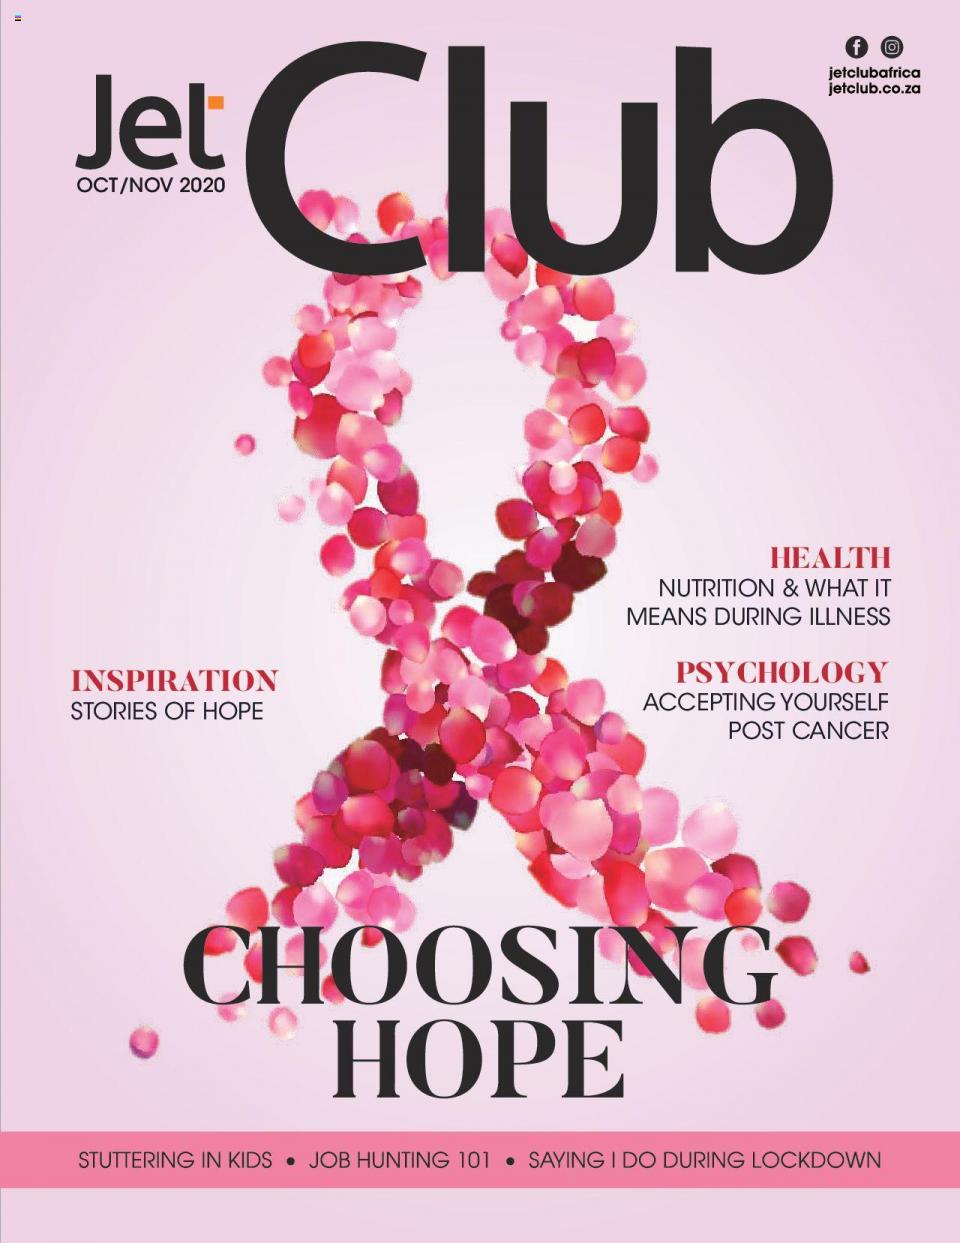 Jet
Club
OCT/NOV 2020
jetclubafrica
jetclub.co.za
HEALTH
NUTRITION & WHAT IT
MEANS DURING ILLNESS
INSPIRATION
STORIES OF HOPE
PSYCHOLOGY
ACCEPTING YOURSELF
POST CANCER
CHOOSING
HOPE
STUTTERING IN KIDS • JOB HUNTING 101 • SAYING I DO DURING LOCKDOWN